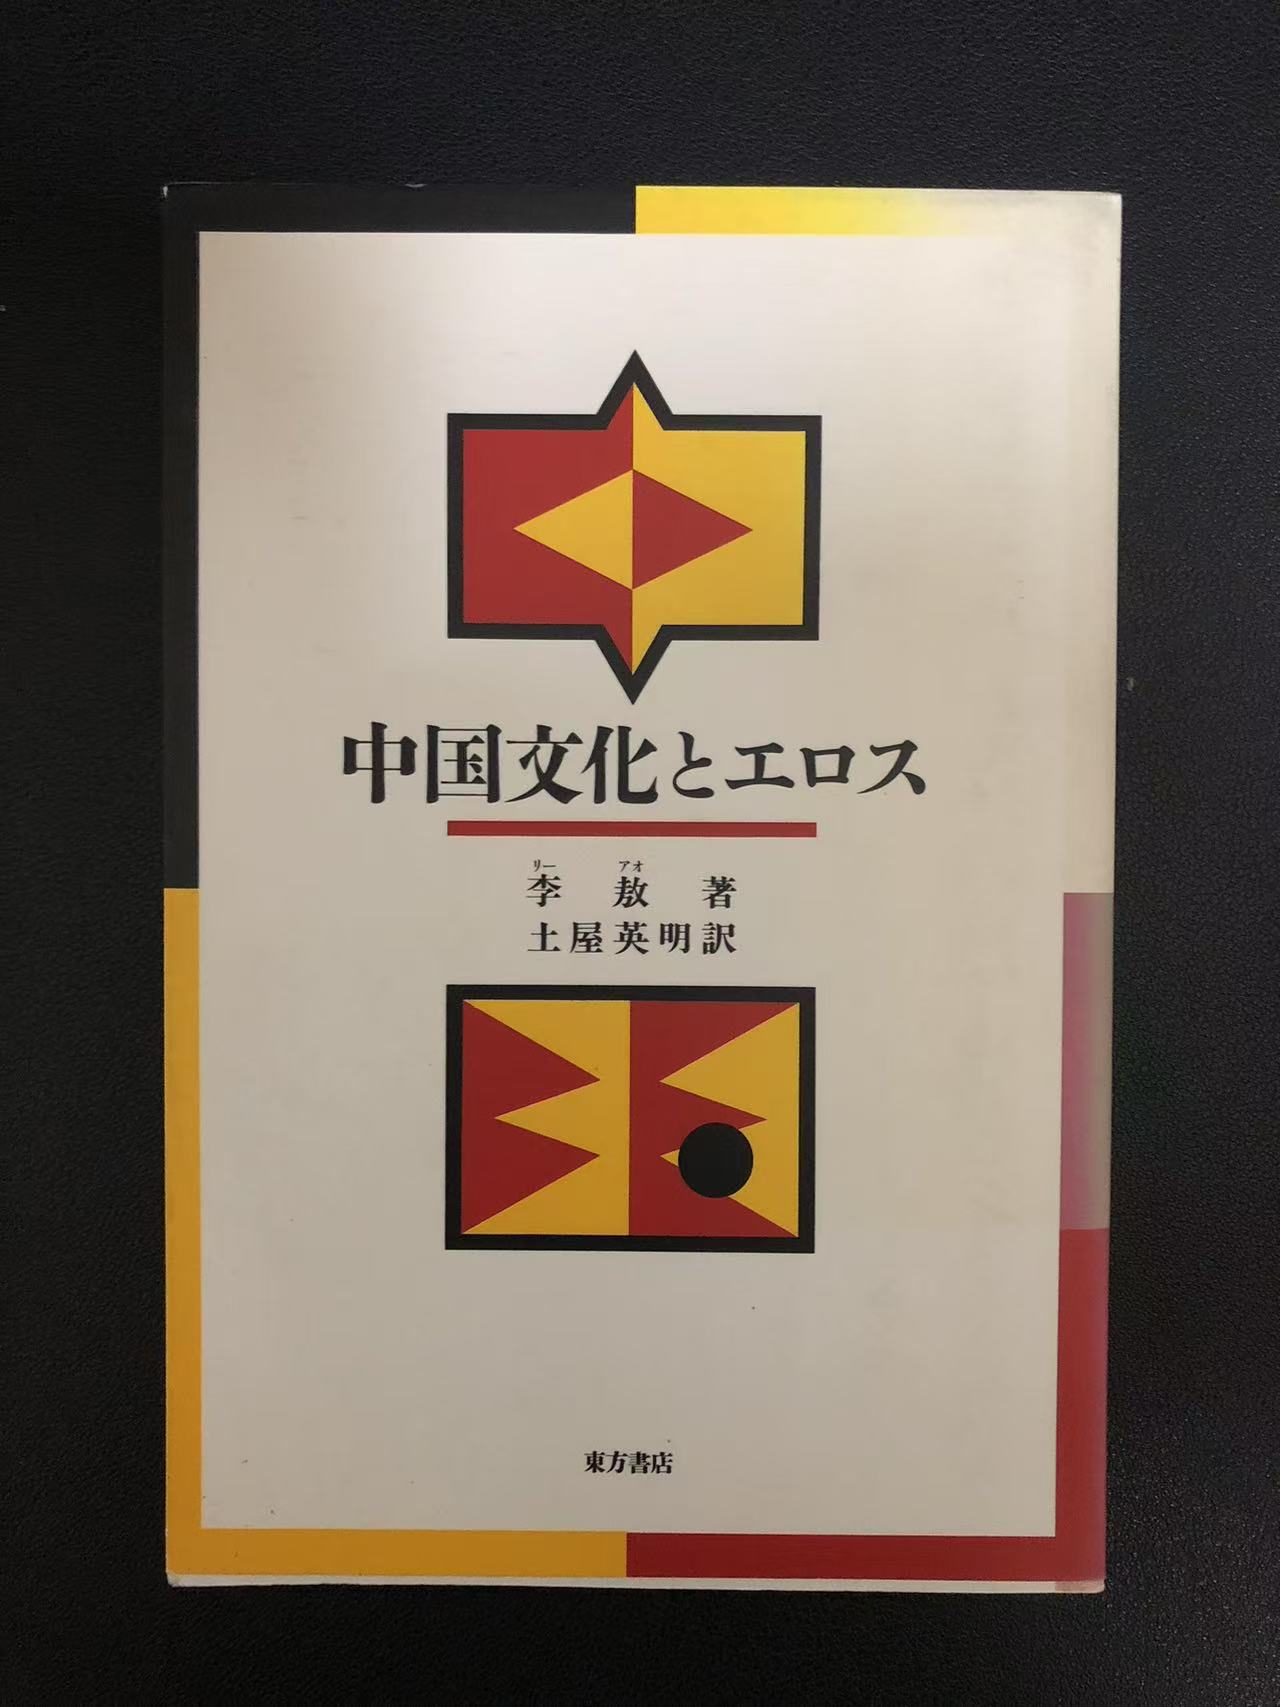 中国文化とエロス
リー アオ
李 敖 著
土屋英明訳
東方書店